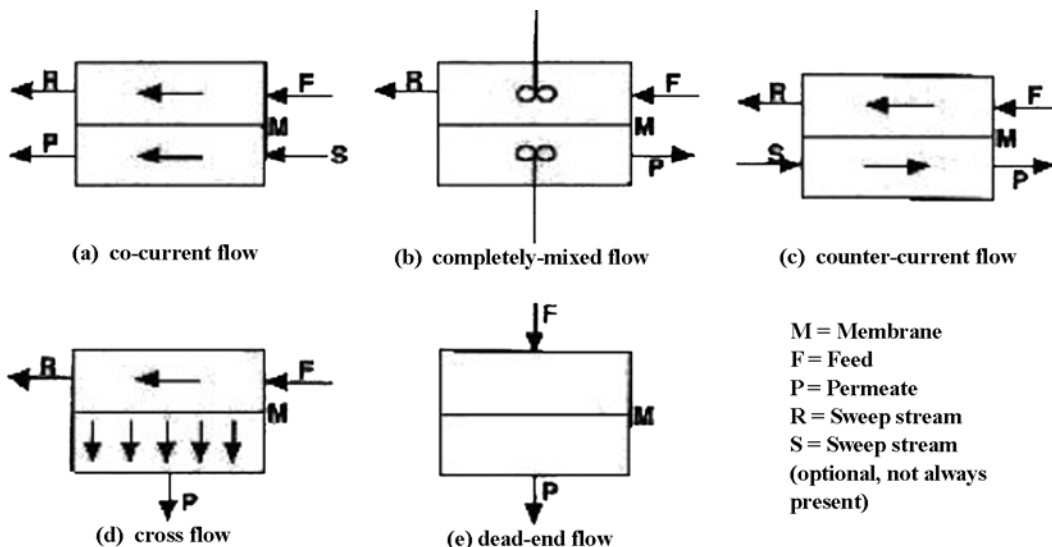 R
F
M
P
S
(a) co-current flow
R
F
M
P
(b) completely-mixed flow
R
F
M
S
P
(c) counter-current flow
R
F
M
P
(d) cross flow
F
M
P
(e) dead-end flow
M = Membrane
F = Feed
P = Permeate
R = Sweep stream
S = Sweep stream
(optional, not always
present)